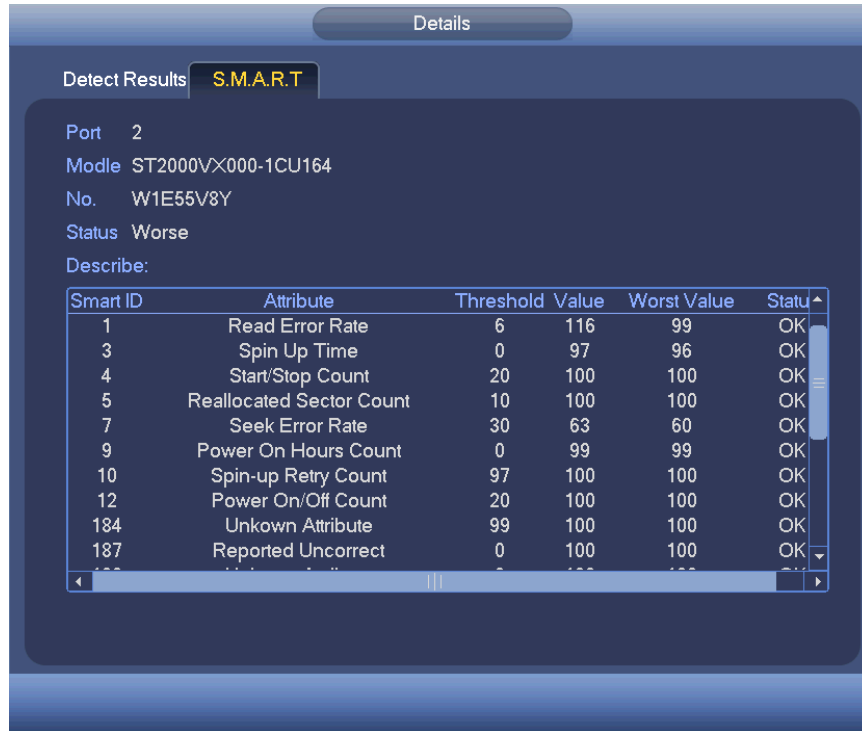 Details
Detect Results S.M.A.R.T
Port 2
Modle ST2000VX000-1CU164
No. W1E55V8Y
Status Worse
Describe:
Smart ID Attribute Threshold Value Worst Value Statu
1 Read Error Rate 6 116 99 OK
3 Spin Up Time 0 97 96 OK
4 Start/Stop Count 20 100 100 OK
5 Reallocated Sector Count 10 100 100 OK
7 Seek Error Rate 30 63 60 OK
9 Power On Hours Count 0 99 99 OK
10 Spin-up Retry Count 97 100 100 OK
12 Power On/Off Count 20 100 100 OK
184 Unkown Attribute 99 100 100 OK
187 Reported Uncorrect 0 100 100 OK